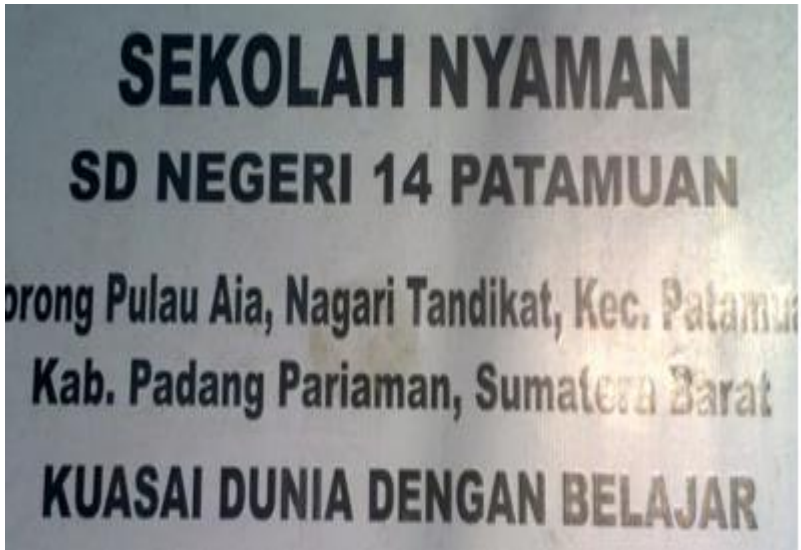 SEKOLAH NYAMAN
SD NEGERI 14 PATAMUAN
orong Pulau Aia, Nagari Tandikat, Kec. Patamua
Kab. Padang Pariaman, Sumatera Barat
KUASAI DUNIA DENGAN BELAJAR